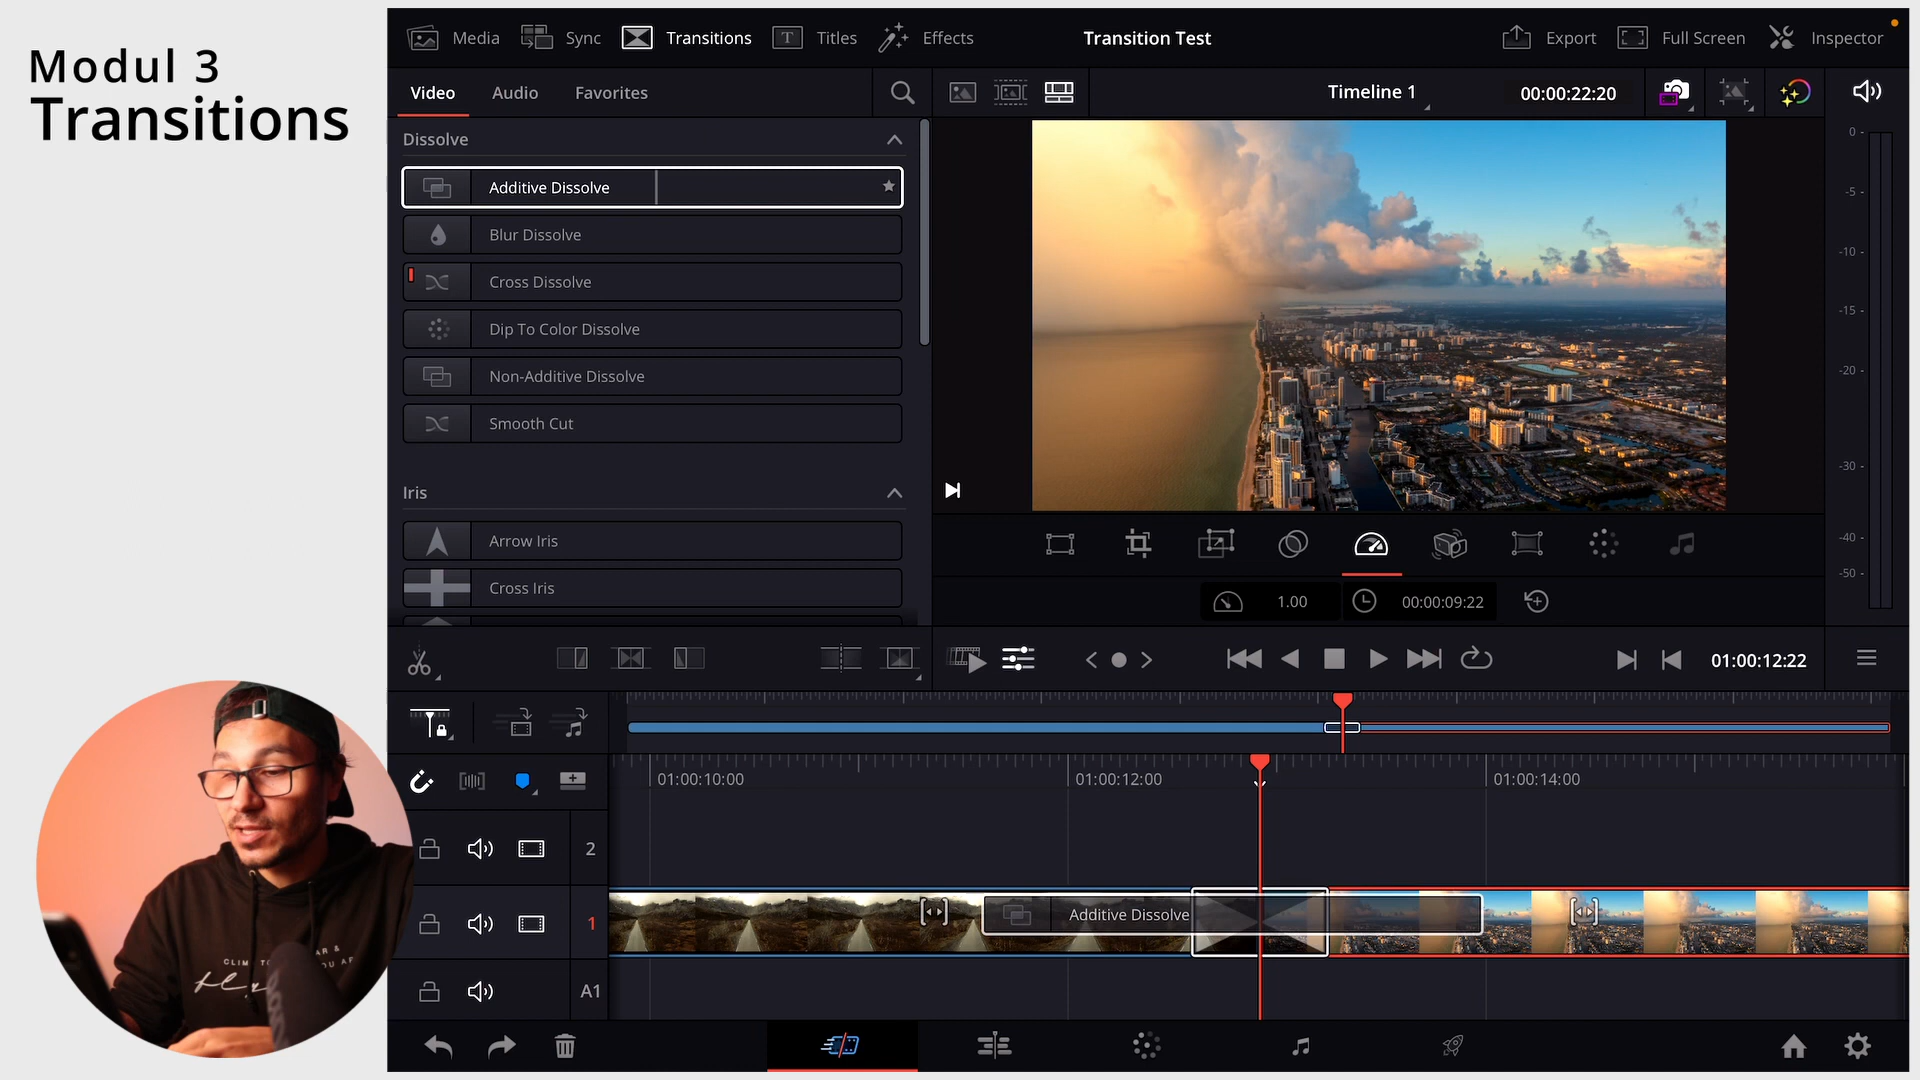 Modul 3
Transitions
Media
Sync
Transitions
Titles
Effects
Transition Test
Export
Full Screen
Inspector
Video
Audio
Favorites
Timeline 1
00:00:22:20
Dissolve
Additive Dissolve
Blur Dissolve
Cross Dissolve
Dip To Color Dissolve
Non-Additive Dissolve
Smooth Cut
Iris
Arrow Iris
Cross Iris
0
-5
-10
-15
-20
-30
-40
-50
1.00
00:00:09:22
01:00:12:22
01:00:10:00
01:00:12:00
01:00:14:00
2
1
Additive Dissolve
A1